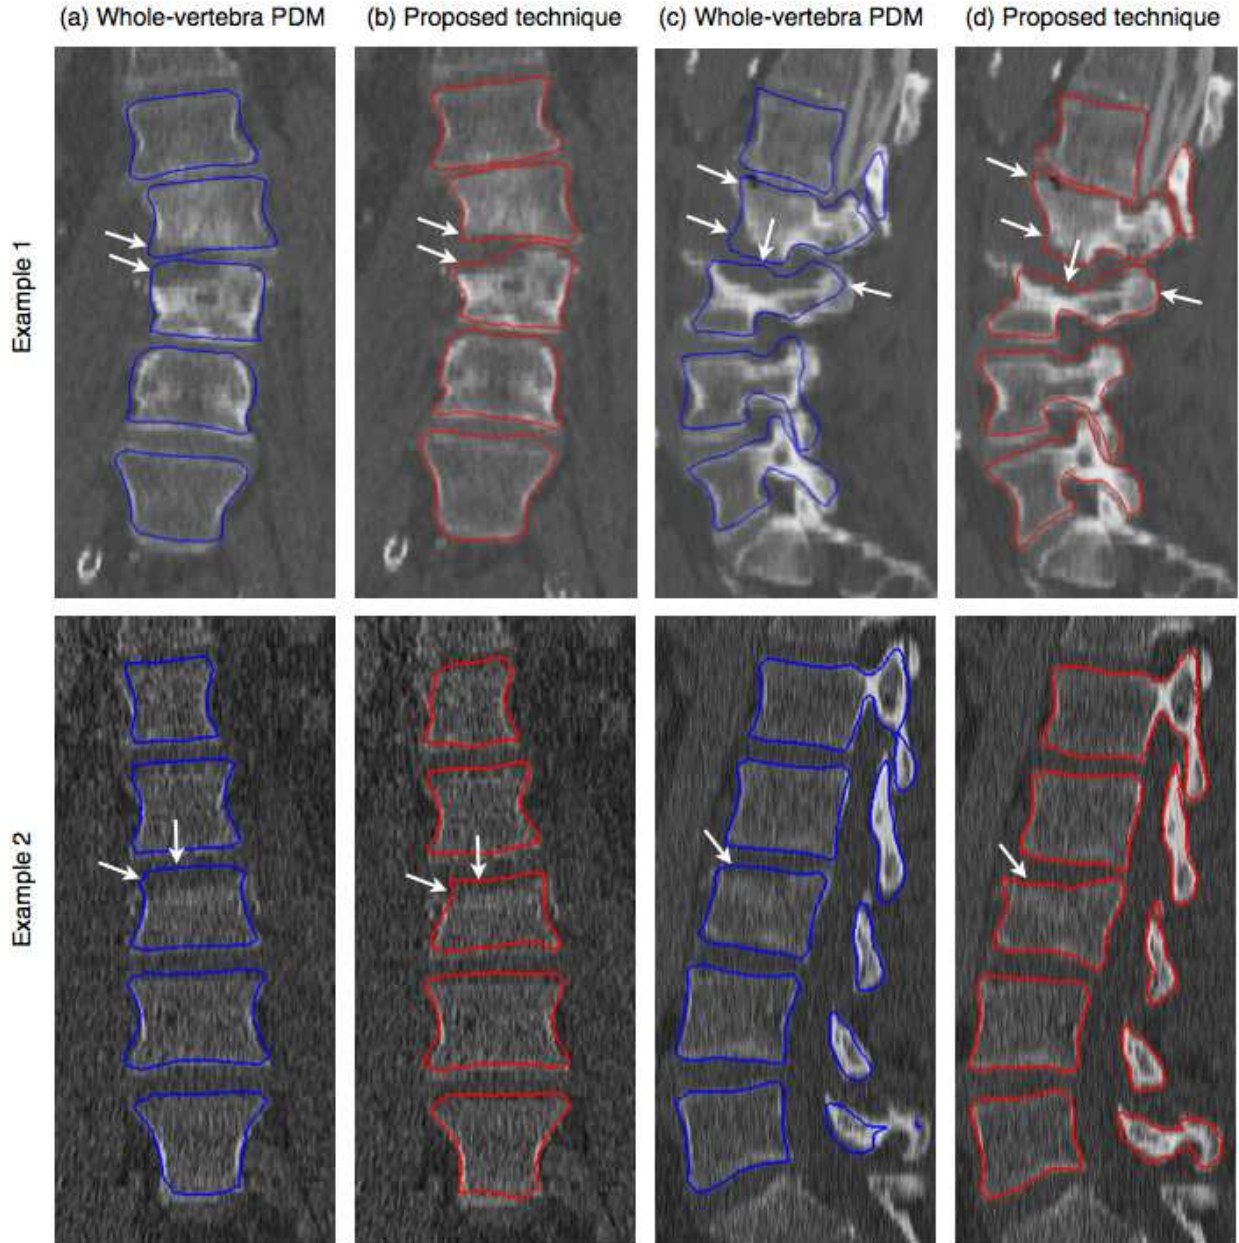 (a) Whole-vertebra PDM (b) Proposed technique (c) Whole-vertebra PDM (d) Proposed technique
Example 1
Example 2